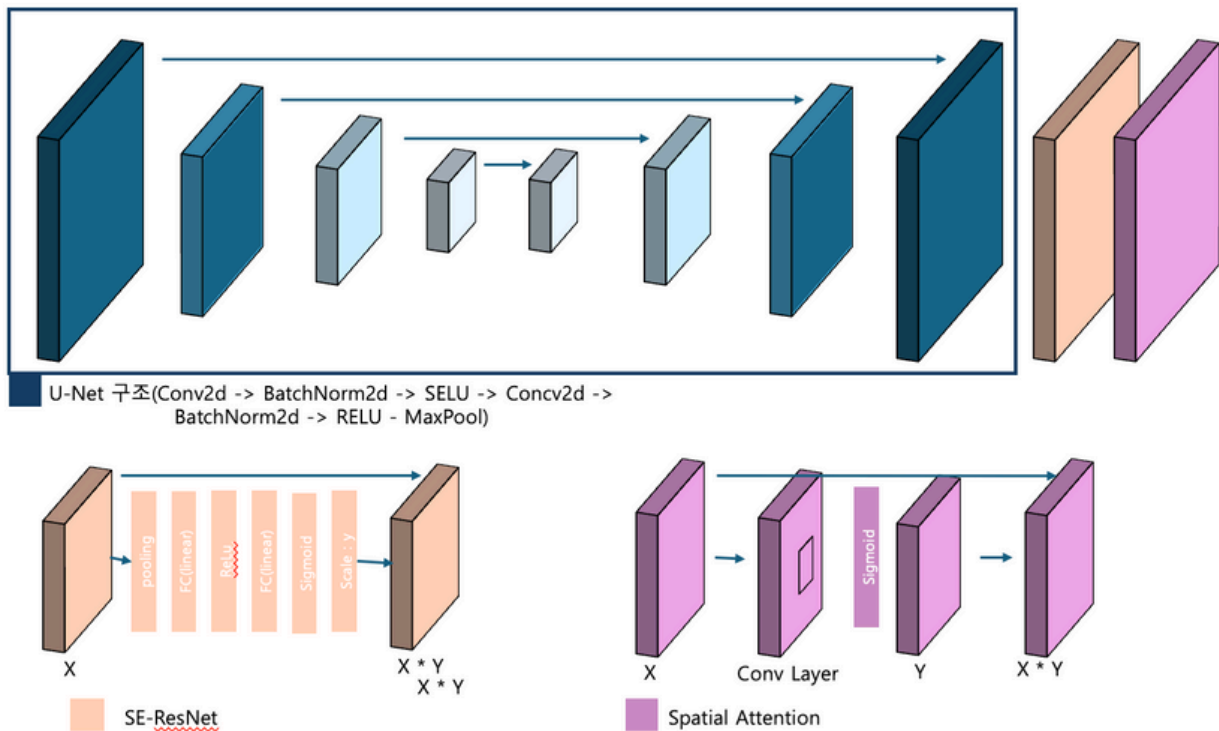 U-Net 구조(Conv2d -> BatchNorm2d -> SELU -> Concv2d ->
BatchNorm2d -> RELU - MaxPool)
pooling
FC(linear)
ReLu
FC(linear)
Sigmoid
Scale : y
X
X * Y
X * Y
SE-ResNet
Sigmoid
X
Conv Layer
Y
X * Y
Spatial Attention